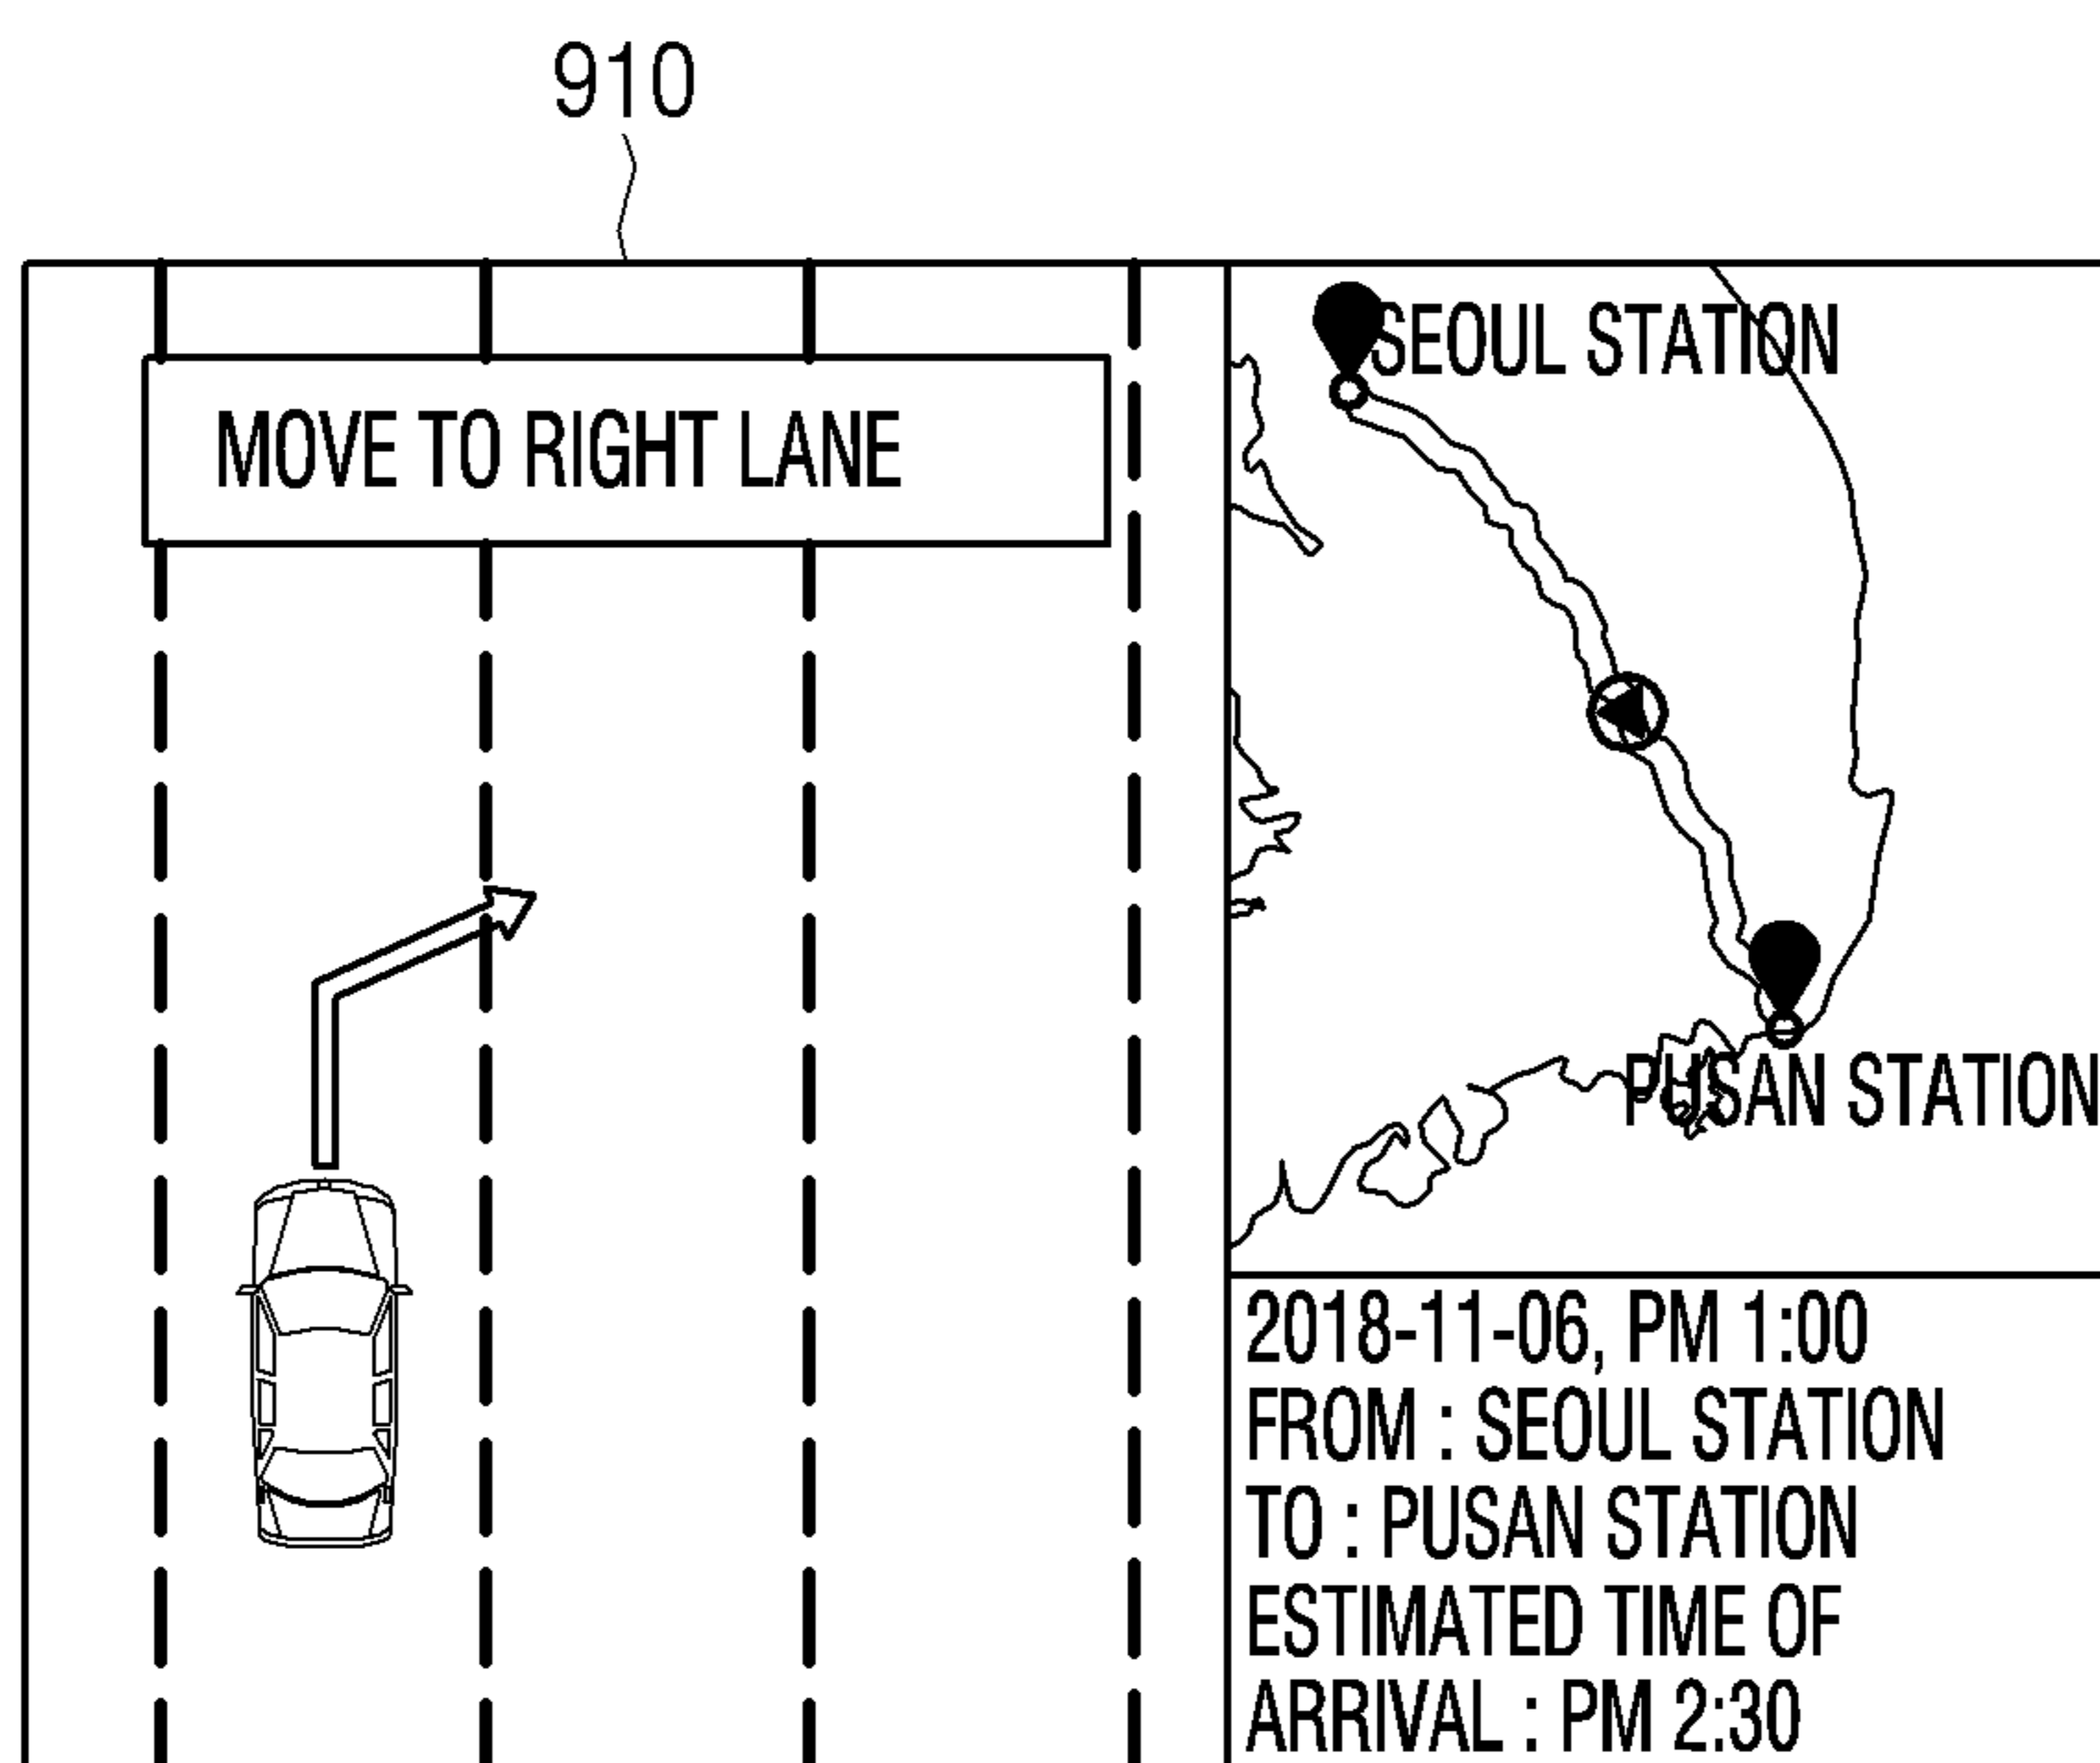 910
MOVE TO RIGHT LANE
SEOUL STATION
PUSAN STATION
2018-11-06, PM 1:00
FROM : SEOUL STATION
TO : PUSAN STATION
ESTIMATED TIME OF
ARRIVAL : PM 2:30